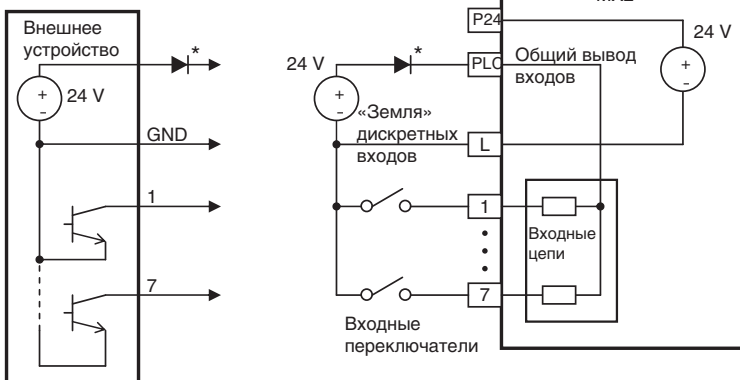 Внешнее
устройство
*
+
-
24 V
GND
1
7
24 V
*
+
-
«Земля»
дискретных
входов
Входные
переключатели
P24
PLC
L
1
7
Общий вывод
входов
24 V
+
-
Входные
цепи